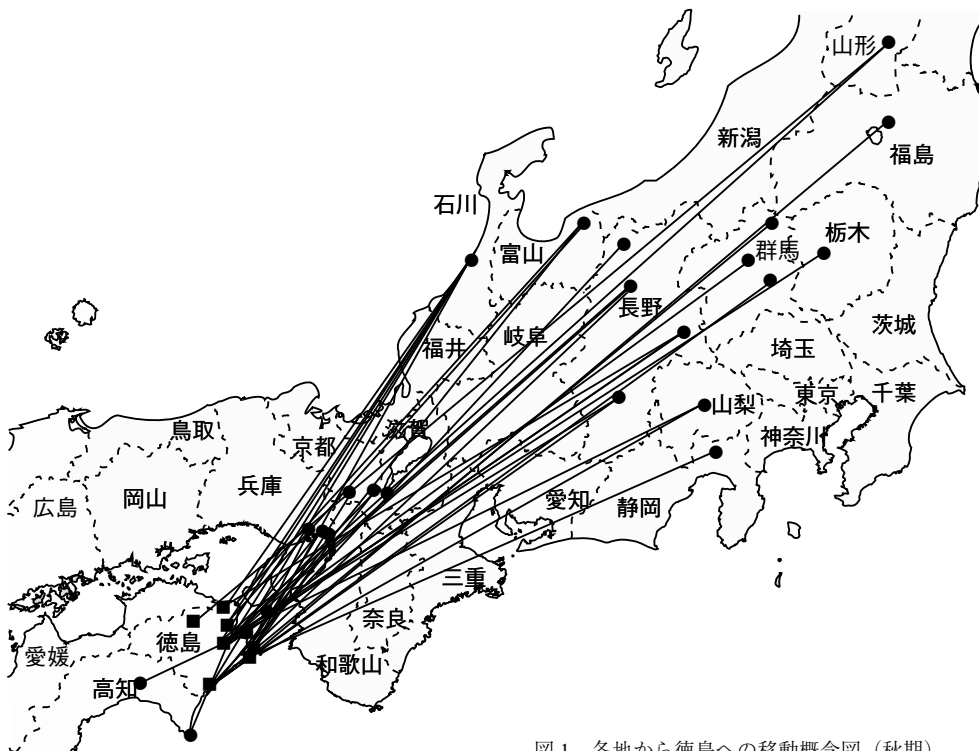 山形
新潟
福島
石川
富山
群馬
栃木
長野
福井
岐阜
茨城
埼玉
鳥取
京都
滋賀
山梨
東京
千葉
神奈川
広島
岡山
兵庫
愛知
静岡
三重
奈良
徳島
愛媛
和歌山
高知
図1 各地から徳島への移動概念図（秋期）